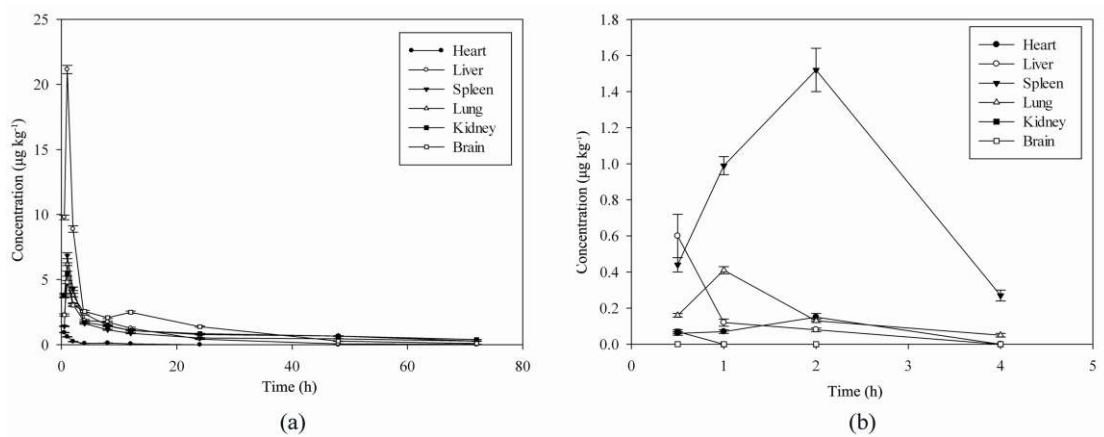 25
20
15
10
5
0
Concentration (µg kg⁻¹)
Heart
Liver
Spleen
Lung
Kidney
Brain
0 20 40 60 80
Time (h)
(a)
1.8
1.6
1.4
1.2
1.0
0.8
0.6
0.4
0.2
0.0
Concentration (µg kg⁻¹)
Heart
Liver
Spleen
Lung
Kidney
Brain
0 1 2 3 4 5
Time (h)
(b)